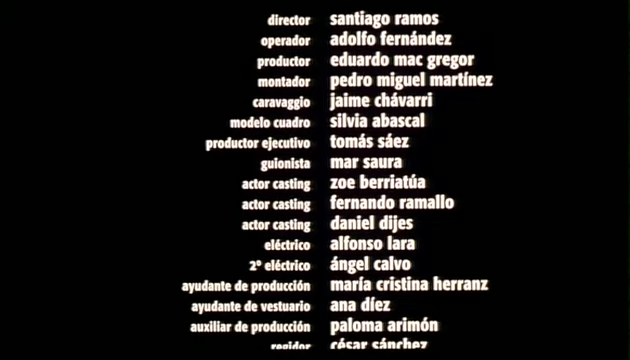 director santiago ramos
operador adolfo fernández
productor eduardo mac gregor
montador pedro miguel martínez
caravaggio jaime chávarri
modelo cuadro silvia abascal
productor ejecutivo tomás sáez
guionista mar saura
actor casting zoe berriatúa
actor casting fernando ramallo
actor casting daniel dijes
eléctrico alfonso lara
2º eléctrico ángel calvo
ayudante de producción maría cristina herranz
ayudante de vestuario ana díez
auxiliar de producción paloma arimón
regidor césar sánchez